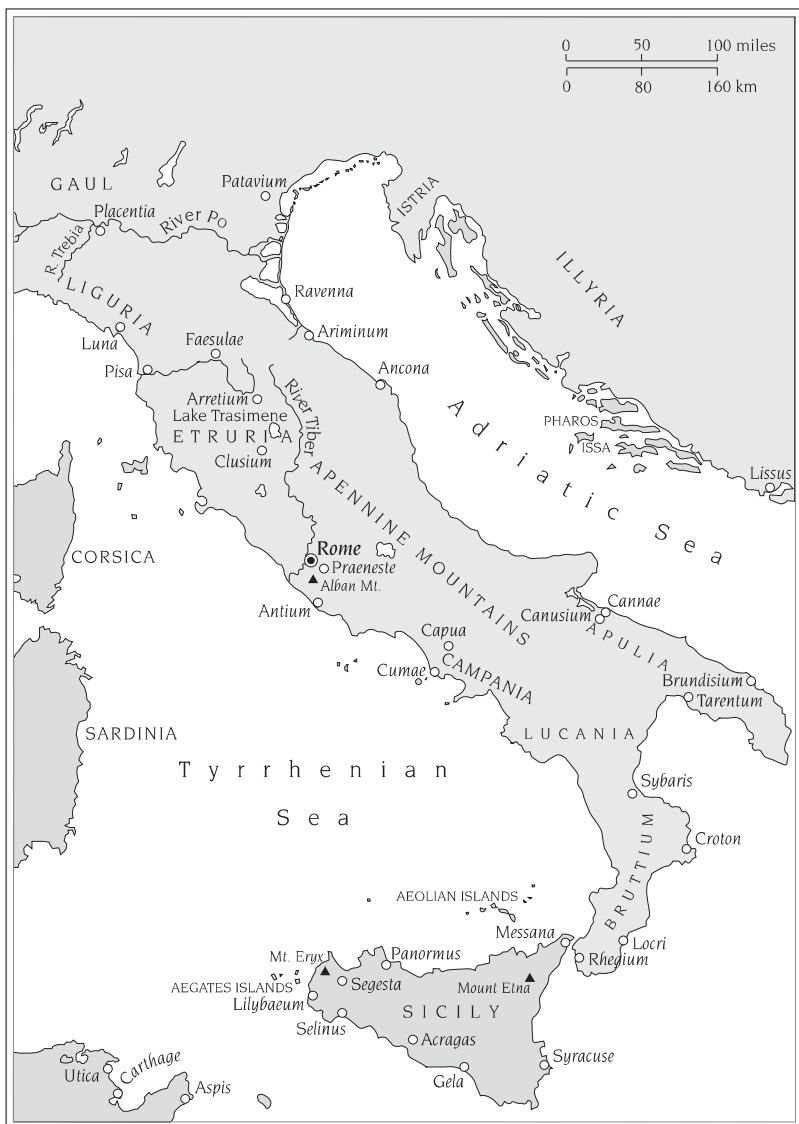 0 50 100 miles
0 80 160 km
GAUL
Patavium
ISTRIA
Placentia
River Po
R. Trebia
ILLYRIA
LIGURIA
Ravenna
Luna
Faesulae
Ariminum
Pisa
Ancona
Arretium
River Tiber
Lake Trasimene
ETRURIA
Clusium
Adriatic Sea
PHAROS
ISSA
Lissus
APENNINE MOUNTAINS
CORSICA
Rome
Praeneste
Alban Mt.
Antium
Cannae
Canusium
APULIA
Capua
Cumae
CAMPANIA
Brundisium
Tarentum
SARDINIA
LUCANIA
Tyrrhenian
Sea
Sybaris
Croton
BRUTTIUM
AEOLIAN ISLANDS
Messana
Locri
Rhegium
Mt. Eryx
Panormus
Segesta
Mount Etna
AEGATES ISLANDS
Lilybaeum
SICILY
Selinus
Acragas
Syracuse
Gela
Utica
Carthage
Aspis